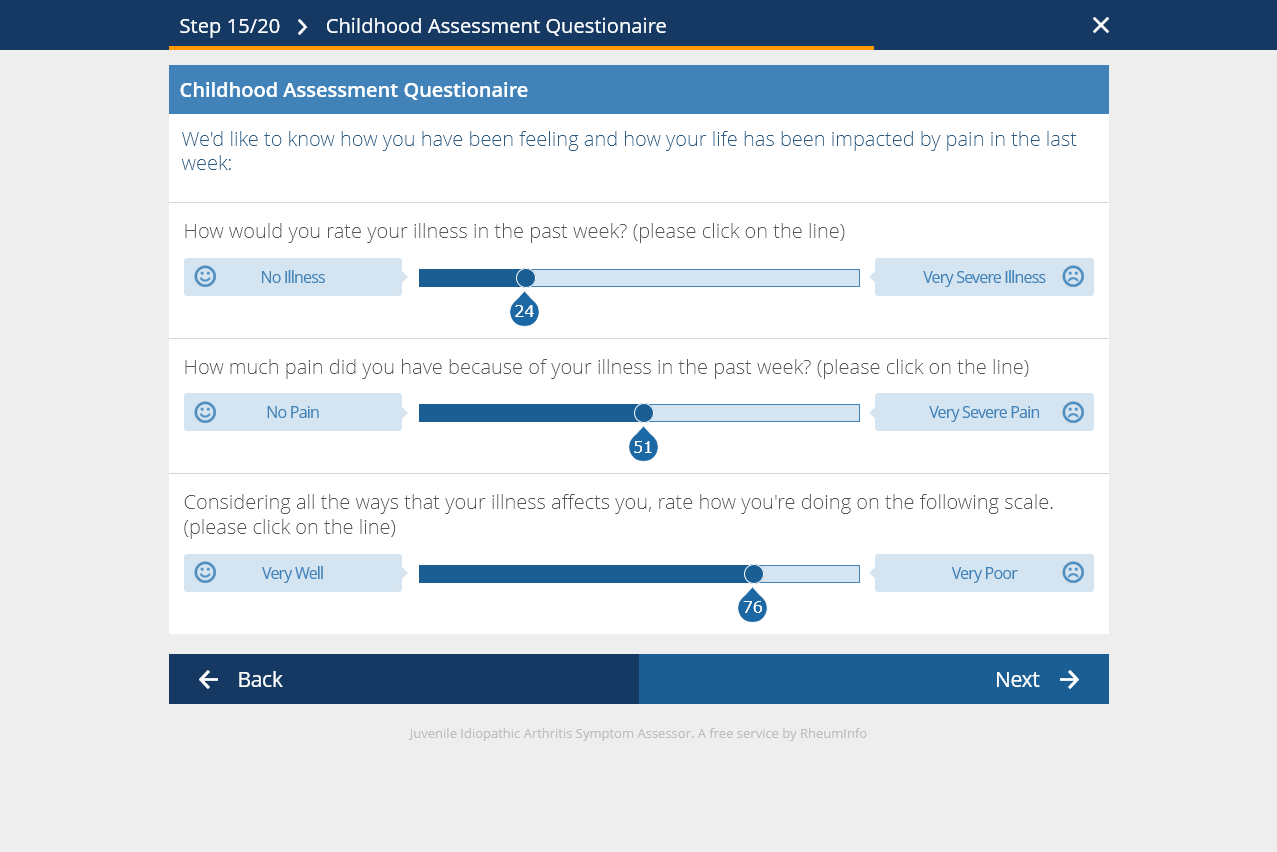 Step 15/20 Childhood Assessment Questionaire
Childhood Assessment Questionaire
We'd like to know how you have been feeling and how your life has been impacted by pain in the last
week:
How would you rate your illness in the past week? (please click on the line)
No Illness Very Severe Illness
24
How much pain did you have because of your illness in the past week? (please click on the line)
No Pain Very Severe Pain
51
Considering all the ways that your illness affects you, rate how you're doing on the following scale.
(please click on the line)
Very Well Very Poor
76
Back Next
Juvenile Idiopathic Arthritis Symptom Assessor. A free service by RheumInfo